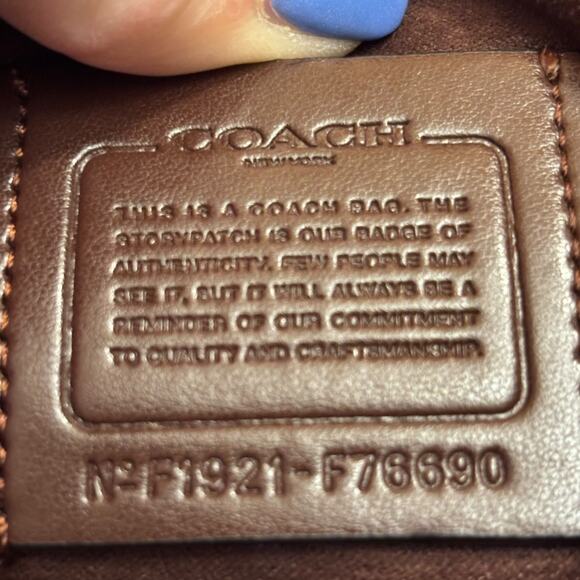 COACH
NEW YORK
THIS IS A COACH BAG. THE
STORYPATCH IS OUR BADGE OF
AUTHENTICITY. FEW PEOPLE MAY
SEE IT, BUT IT WILL ALWAYS BE A
REMINDER OF OUR COMMITMENT
TO QUALITY AND CRAFTSMANSHIP.
Nº F1921-F76690